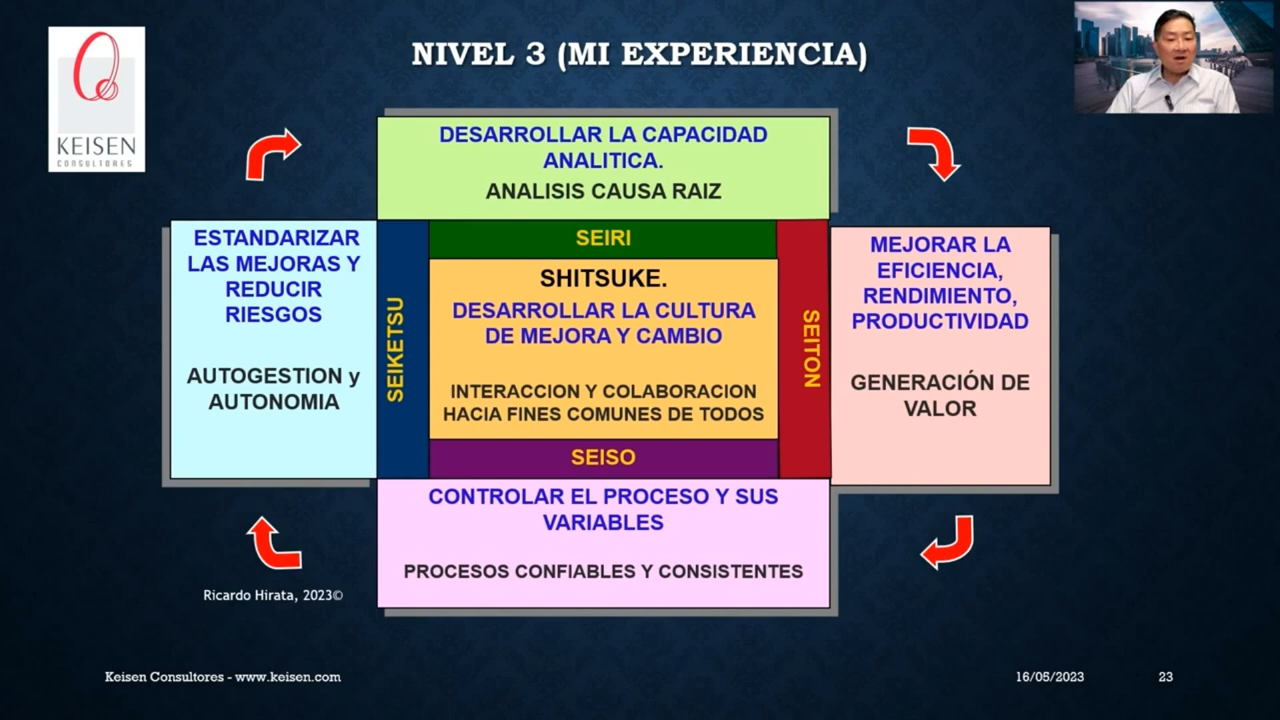 KEISEN
CONSULTORES
NIVEL 3 (MI EXPERIENCIA)
DESARROLLAR LA CAPACIDAD
ANALITICA.
ANALISIS CAUSA RAIZ
ESTANDARIZAR
LAS MEJORAS Y
REDUCIR
RIESGOS
AUTOGESTION y
AUTONOMIA
SEIKETSU
SEIRI
SHITSUKE.
DESARROLLAR LA CULTURA
DE MEJORA Y CAMBIO
INTERACCION Y COLABORACION
HACIA FINES COMUNES DE TODOS
SEISO
SEITON
MEJORAR LA
EFICIENCIA,
RENDIMIENTO,
PRODUCTIVIDAD
GENERACIÓN DE
VALOR
CONTROLAR EL PROCESO Y SUS
VARIABLES
PROCESOS CONFIABLES Y CONSISTENTES
Ricardo Hirata, 2023©
Keisen Consultores - www.keisen.com
16/05/2023
23